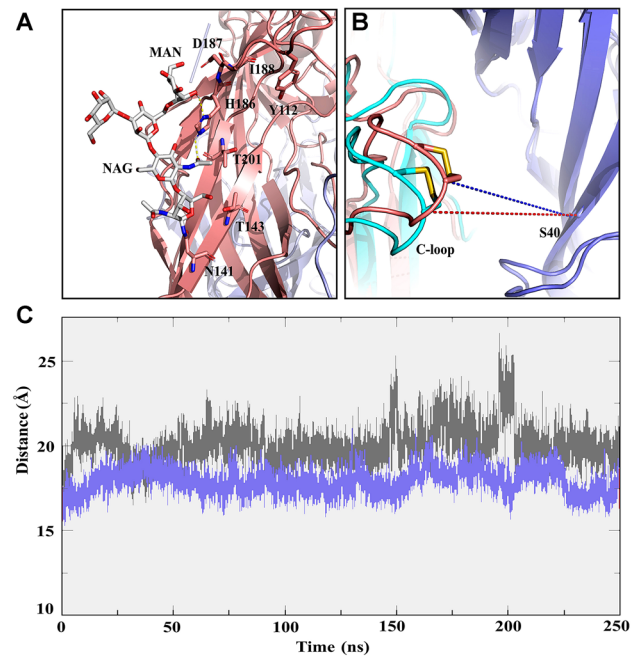 A
MAN
D187
I188
H186
Y112
NAG
T201
T143
N141
B
S40
C-loop
C
Distance (Å)
25
20
15
10
0 50 100 150 200 250
Time (ns)